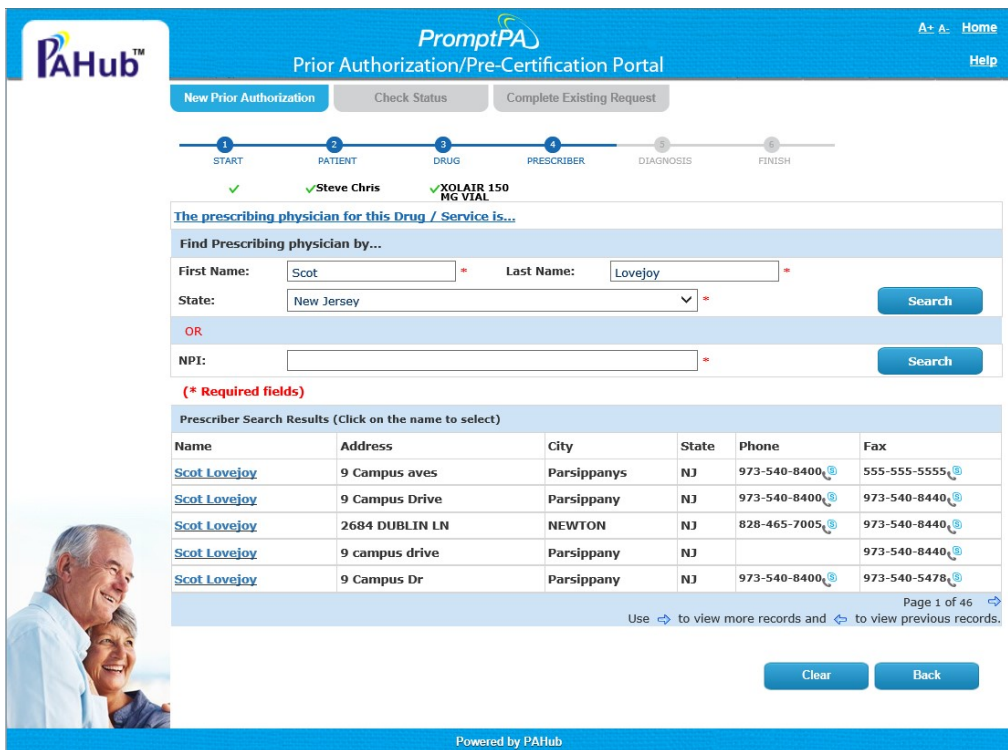 PAHub™
PromptPA
Prior Authorization/Pre-Certification Portal
A+ A- Home
Help
New Prior Authorization Check Status Complete Existing Request
1 2 3 4 5 6
START PATIENT DRUG PRESCRIBER DIAGNOSIS FINISH
Steve Chris XOLAIR 150
MG VIAL
The prescribing physician for this Drug / Service is...
Find Prescribing physician by...
First Name: Scot * Last Name: Lovejoy *
State: New Jersey * Search
OR
NPI: * Search
(* Required fields)
Prescriber Search Results (Click on the name to select)
Name Address City State Phone Fax
Scot Lovejoy 9 Campus aves Parsippanys NJ 973-540-8400 555-555-5555
Scot Lovejoy 9 Campus Drive Parsippany NJ 973-540-8400 973-540-8440
Scot Lovejoy 2684 DUBLIN LN NEWTON NJ 828-465-7005 973-540-8440
Scot Lovejoy 9 campus drive Parsippany NJ 973-540-8440
Scot Lovejoy 9 Campus Dr Parsippany NJ 973-540-8400 973-540-5478
Page 1 of 46
Use to view more records and to view previous records.
Clear Back
Powered by PAHub